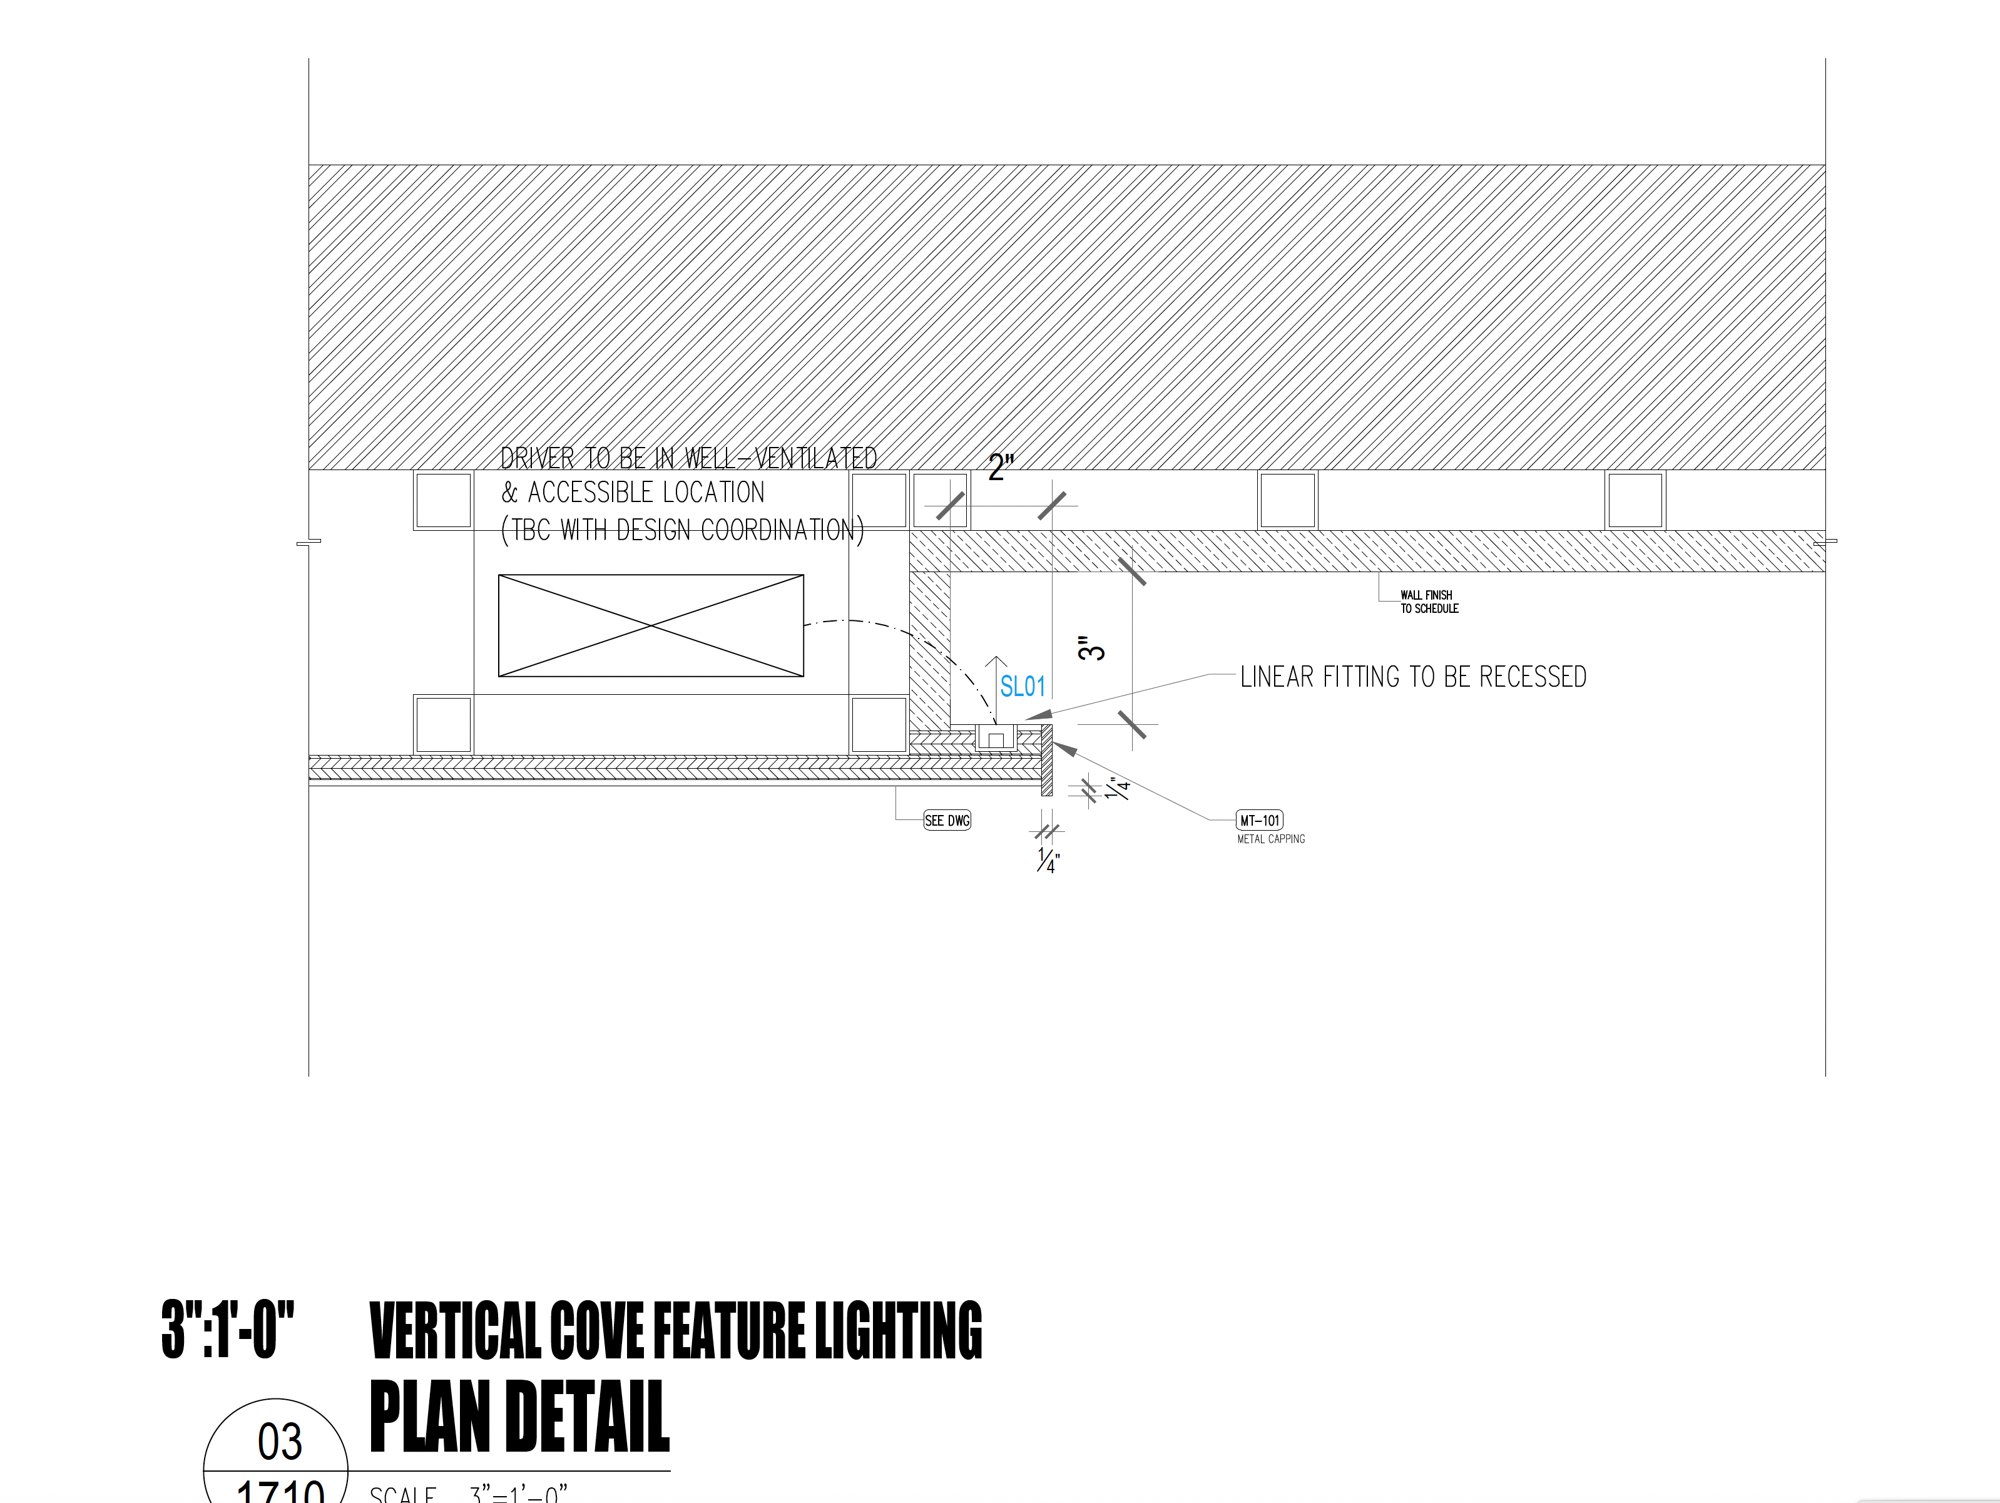 DRIVER TO BE IN WELL-VENTILATED
& ACCESSIBLE LOCATION
(TBC WITH DESIGN COORDINATION)
2"
WALL FINISH
TO SCHEDULE
3"
SL01
LINEAR FITTING TO BE RECESSED
1/4"
SEE DWG
MT-101
METAL CAPPING
1/4"
3":1'-0"
VERTICAL COVE FEATURE LIGHTING
PLAN DETAIL
03
1710
SCALE 3"=1'-0"